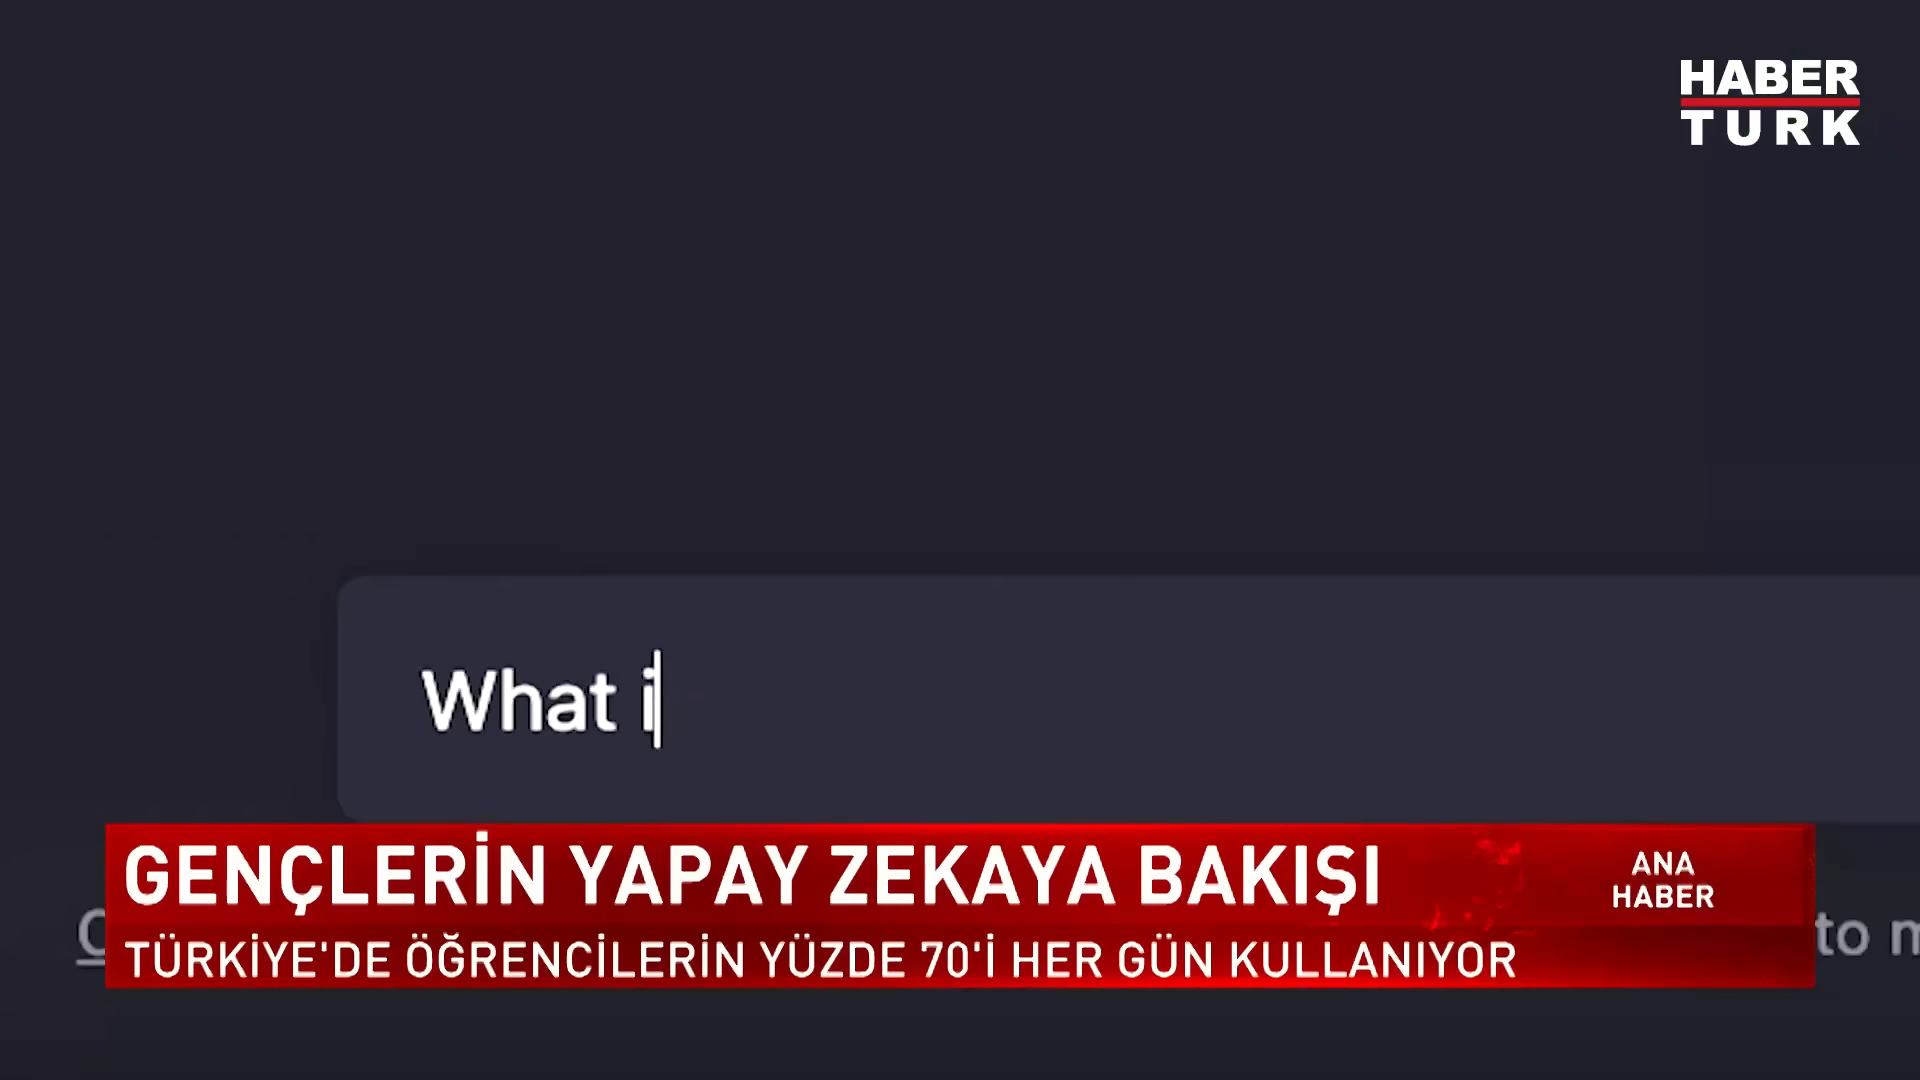 HABER
TURK
What i
GENÇLERİN YAPAY ZEKAYA BAKIŞI
ANA
HABER
TÜRKİYE'DE ÖĞRENCİLERİN YÜZDE 70'İ HER GÜN KULLANIYOR
to